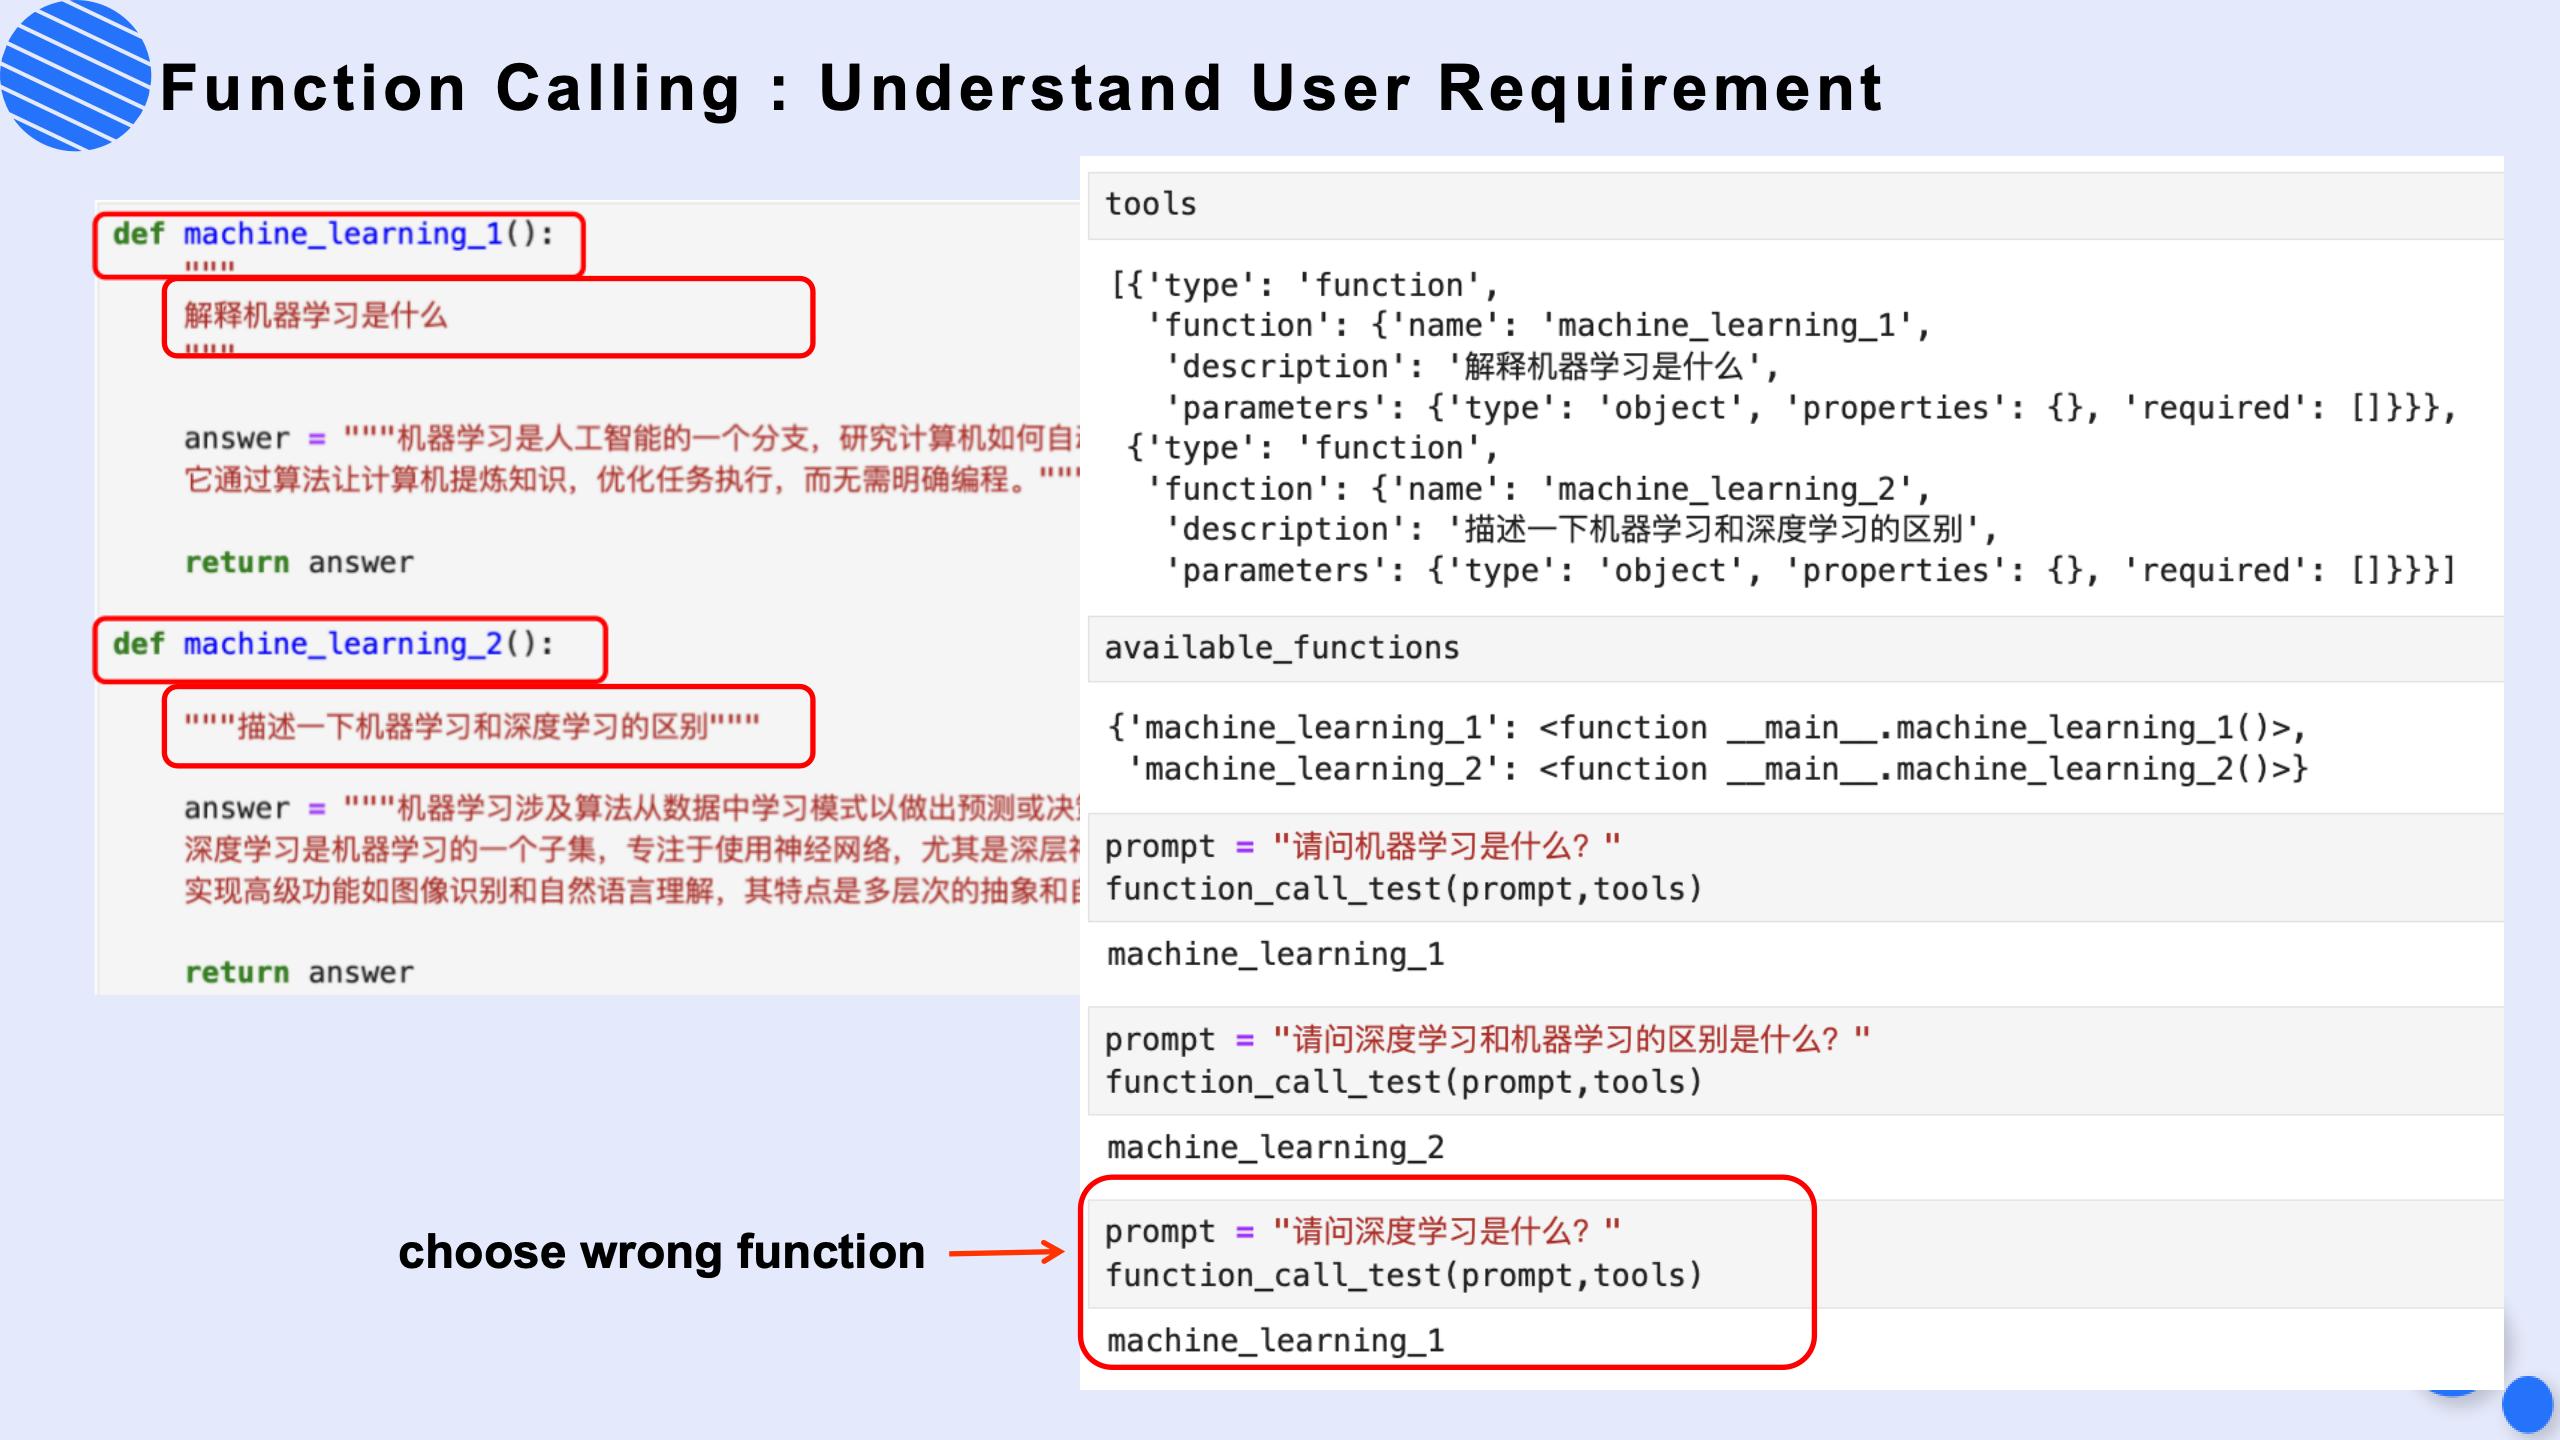 Function Calling : Understand User Requirement
def machine_learning_1():
"""
解释机器学习是什么
"""
answer = """机器学习是人工智能的一个分支，研究计算机如何自
它通过算法让计算机提炼知识，优化任务执行，而无需明确编程。"""
return answer
def machine_learning_2():
"""描述一下机器学习和深度学习的区别"""
answer = """机器学习涉及算法从数据中学习模式以做出预测或决
深度学习是机器学习的一个子集，专注于使用神经网络，尤其是深层
实现高级功能如图像识别和自然语言理解，其特点是多层次的抽象和
return answer
tools
[{'type': 'function',
'function': {'name': 'machine_learning_1',
'description': '解释机器学习是什么',
'parameters': {'type': 'object', 'properties': {}, 'required': []}}},
{'type': 'function',
'function': {'name': 'machine_learning_2',
'description': '描述一下机器学习和深度学习的区别',
'parameters': {'type': 'object', 'properties': {}, 'required': []}}}]
available_functions
{'machine_learning_1': <function __main__.machine_learning_1()>,
'machine_learning_2': <function __main__.machine_learning_2()>}
prompt = "请问机器学习是什么？"
function_call_test(prompt,tools)
machine_learning_1
prompt = "请问深度学习和机器学习的区别是什么？"
function_call_test(prompt,tools)
machine_learning_2
choose wrong function
prompt = "请问深度学习是什么？"
function_call_test(prompt,tools)
machine_learning_1